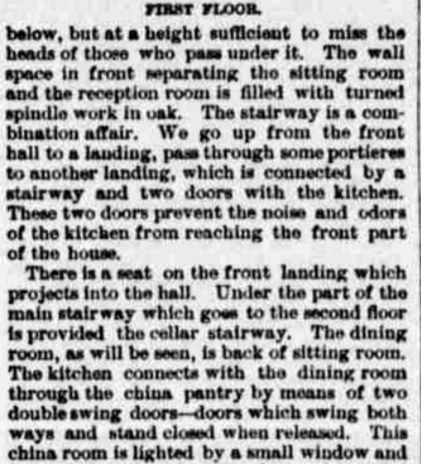 FIRST FLOOR.
below, but at a height sufficient to miss the
heads of those who pass under it. The wall
space in front separating the sitting room
and the reception room is filled with turned
spindle work in oak. The stairway is a com-
bination affair. We go up from the front
hall to a landing, pass through some portieres
to another landing, which is connected by a
stairway and two doors with the kitchen.
These two doors prevent the noise and odors
of the kitchen from reaching the front part
of the house.
There is a seat on the front landing which
projects into the hall. Under the part of the
main stairway which goes to the second floor
is provided the cellar stairway. The dining
room, as will be seen, is back of sitting room.
The kitchen connects with the dining room
through the china pantry by means of two
double swing doors—doors which swing both
ways and stand closed when released. This
china room is lighted by a small window and